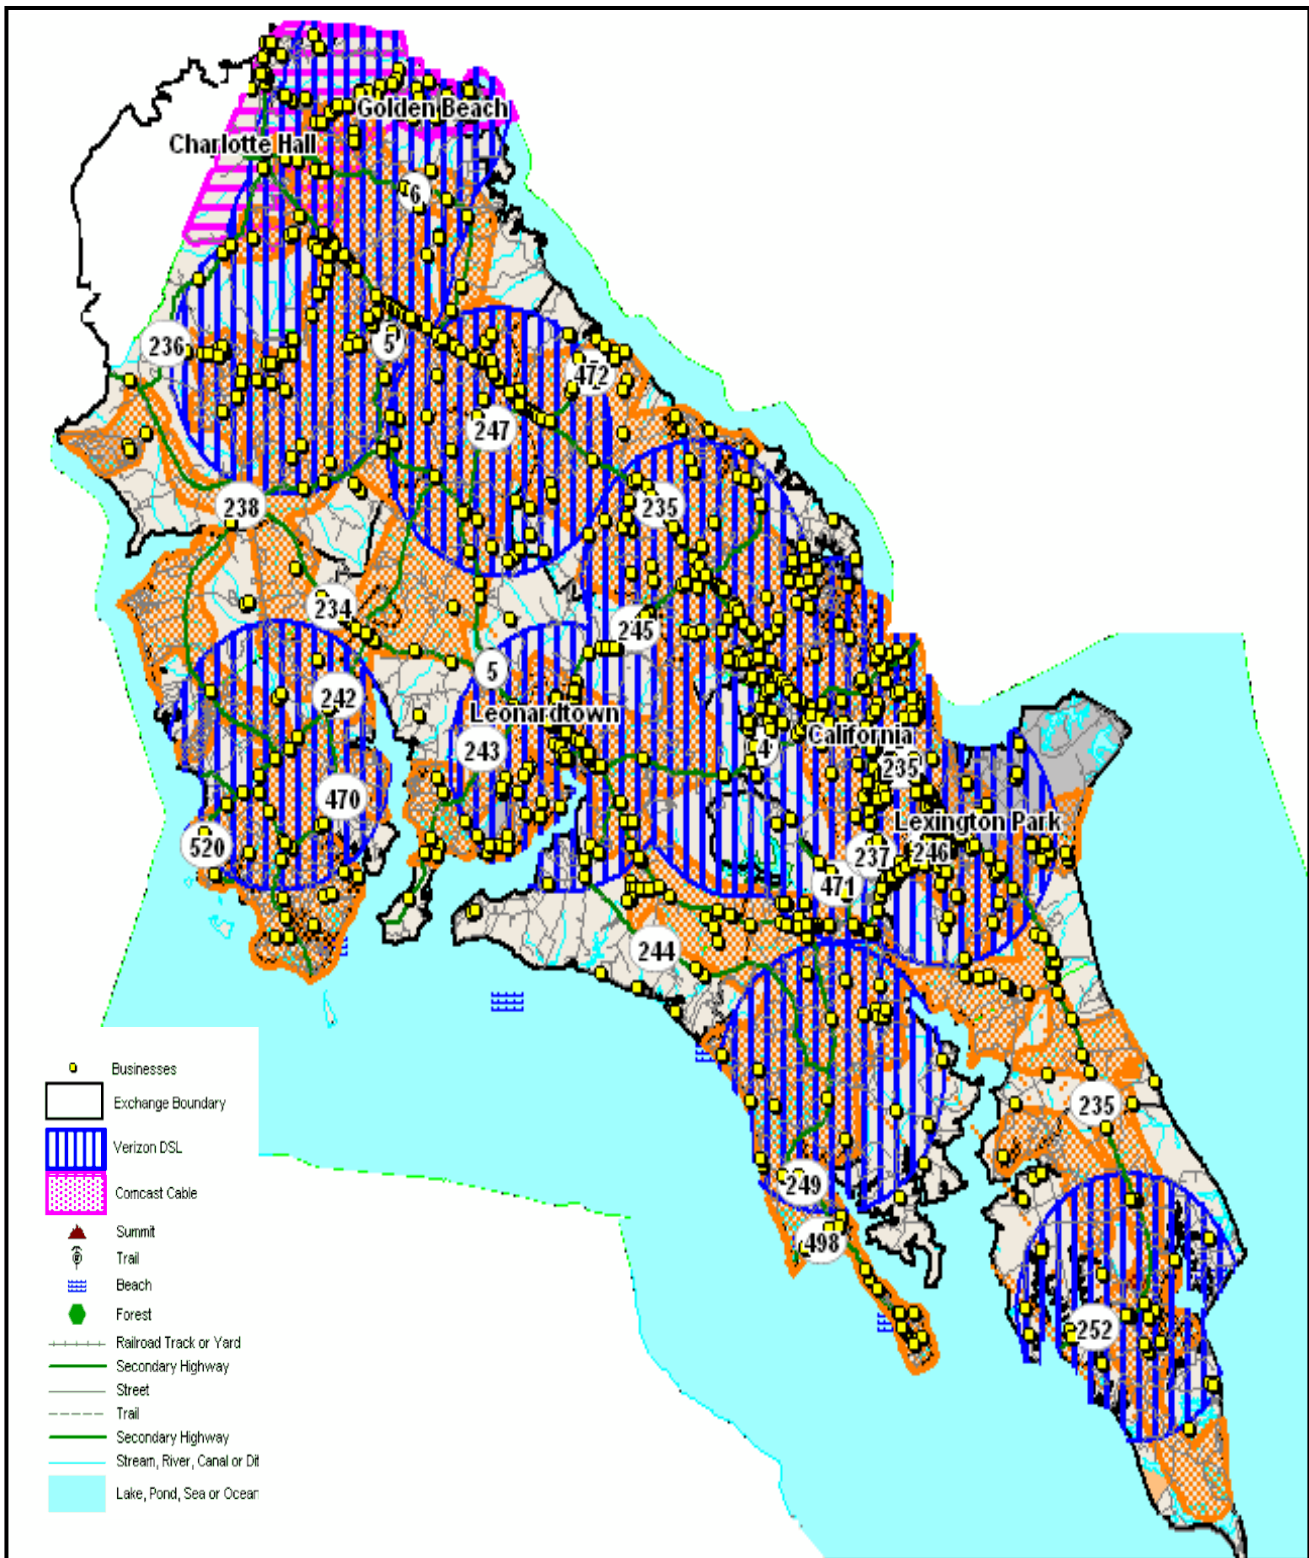 Golden Beach
Charlotte Hall
6
236
5
472
247
238
235
234
245
5
242
Leonardtown
California
243
4
235
470
Lexington Park
520
237
246
471
244
235
249
498
252
Businesses
Exchange Boundary
Verizon DSL
Comcast Cable
Summit
Trail
Beach
Forest
Railroad Track or Yard
Secondary Highway
Street
Trail
Secondary Highway
Stream, River, Canal or Dit
Lake, Pond, Sea or Ocean